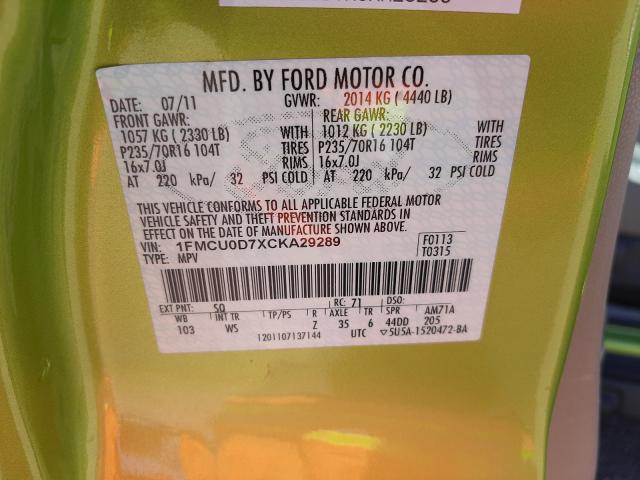 MFD. BY FORD MOTOR CO.
DATE: 07/11 GVWR: 2014 KG ( 4440 LB)
FRONT GAWR: REAR GAWR:
1057 KG ( 2330 LB) WITH 1012 KG ( 2230 LB) WITH
P235/70R16 104T TIRES P235/70R16 104T TIRES
16x7.0J RIMS 16x7.0J RIMS
AT 220 kPa/ 32 PSI COLD AT 220 kPa/ 32 PSI COLD
THIS VEHICLE CONFORMS TO ALL APPLICABLE FEDERAL MOTOR
VEHICLE SAFETY AND THEFT PREVENTION STANDARDS IN
EFFECT ON THE DATE OF MANUFACTURE SHOWN ABOVE.
VIN: 1FMCU0D7XCKA29289 F0113
TYPE: MPV T0315
EXT PNT: SQ RC: 71 DSO:
WB INT TR TP/PS R AXLE TR SPR AM71A
103 WS Z 35 6 44DD 205
1201107137144 UTC ▽5U5A-1520472-BA